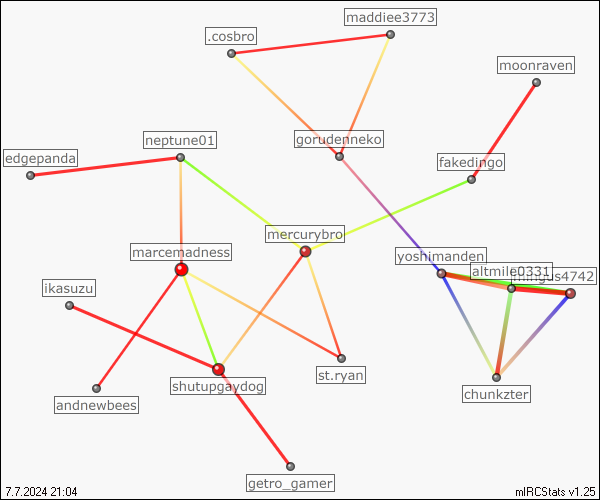 maddiee3773
.cosbro
moonraven
neptune01
gorudenneko
edgepanda
fakedingo
mercurybro
marcemadness
yoshimanden
altmile0331
mingus4742
ikasuzu
st.ryan
shutupgaydog
chunkzter
andnewbees
getro_gamer
7.7.2024 21:04
mIRCStats v1.25